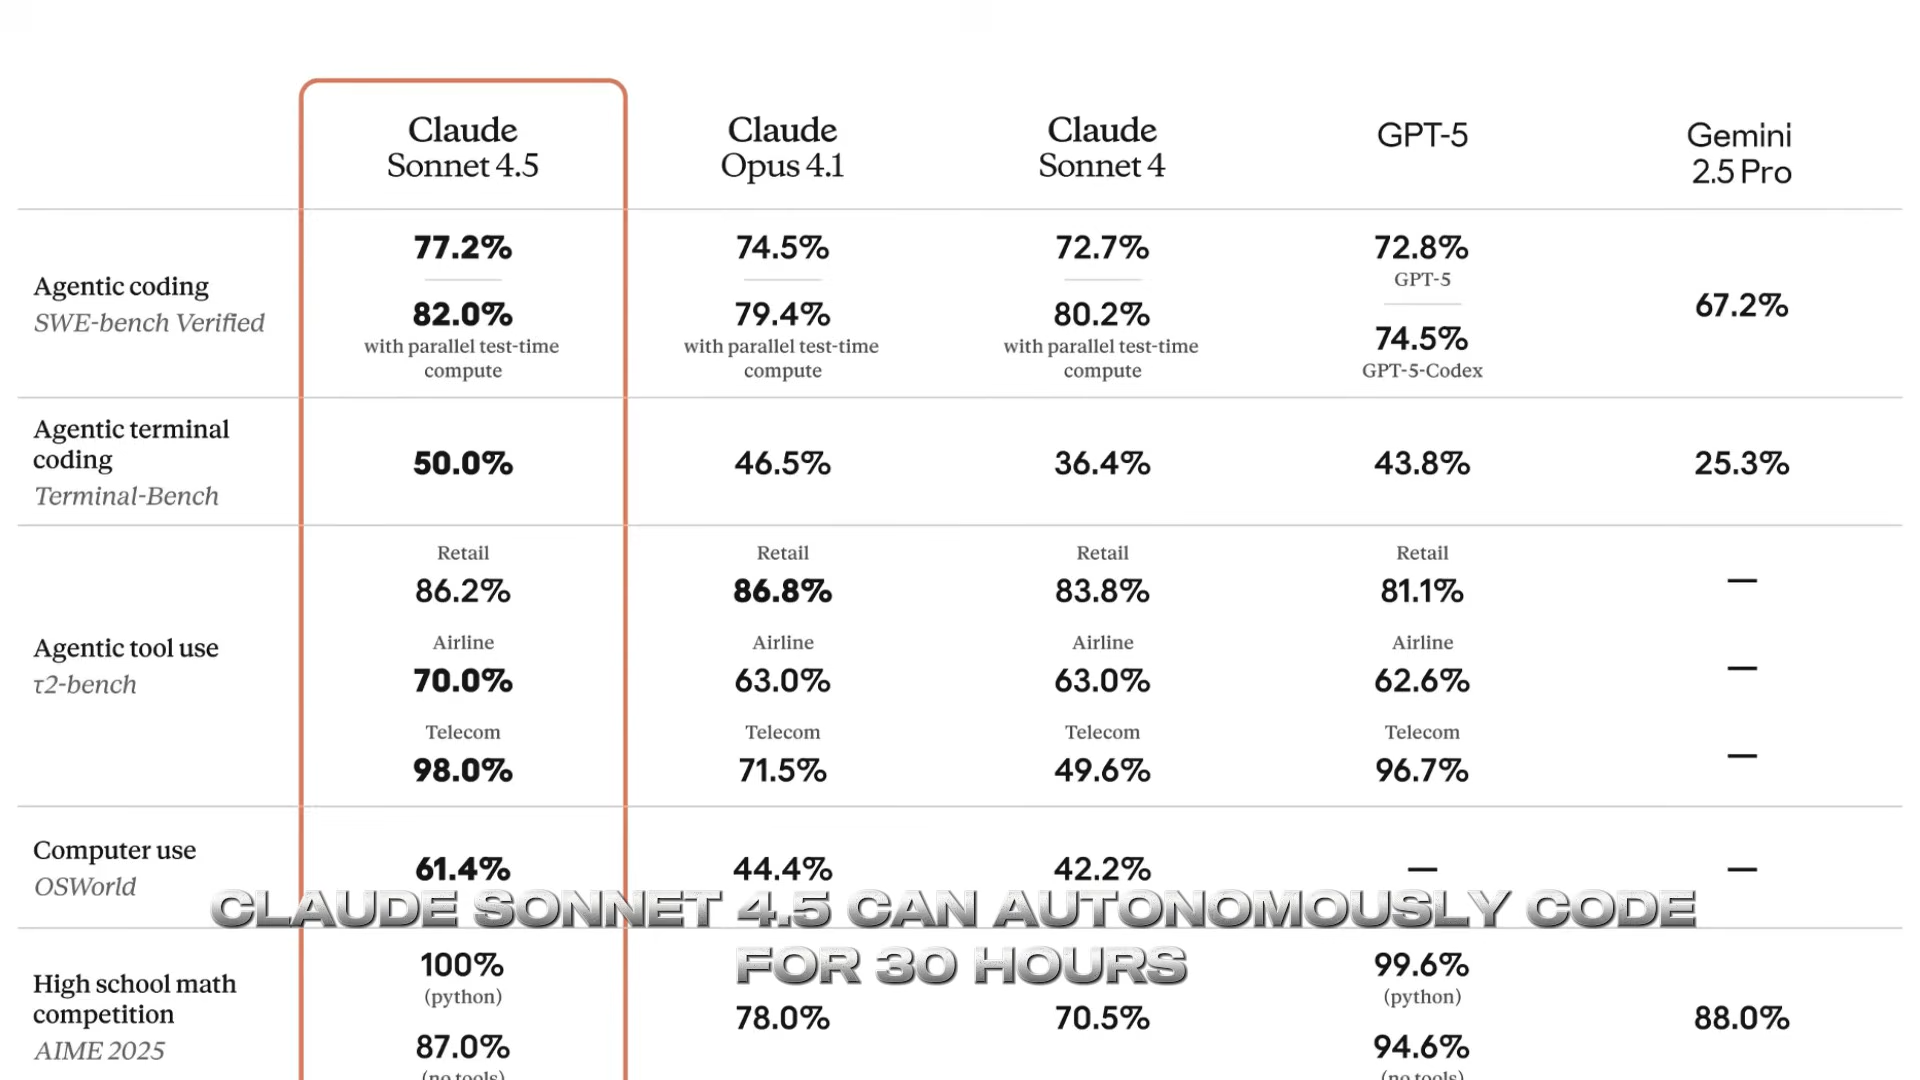 Claude
Sonnet 4.5
Claude
Opus 4.1
Claude
Sonnet 4
GPT-5
Gemini
2.5 Pro
Agentic coding
SWE-bench Verified
77.2%
82.0%
with parallel test-time
compute
74.5%
79.4%
with parallel test-time
compute
72.7%
80.2%
with parallel test-time
compute
72.8%
GPT-5
74.5%
GPT-5-Codex
67.2%
Agentic terminal
coding
Terminal-Bench
50.0%
46.5%
36.4%
43.8%
25.3%
Agentic tool use
τ2-bench
Retail
86.2%
Airline
70.0%
Telecom
98.0%
Retail
86.8%
Airline
63.0%
Telecom
71.5%
Retail
83.8%
Airline
63.0%
Telecom
49.6%
Retail
81.1%
Airline
62.6%
Telecom
96.7%
—
—
—
Computer use
OSWorld
61.4%
44.4%
42.2%
—
—
CLAUDE SONNET 4.5 CAN AUTONOMOUSLY CODE
FOR 30 HOURS
High school math
competition
AIME 2025
100%
(python)
87.0%
(no tools)
78.0%
70.5%
99.6%
(python)
94.6%
(no tools)
88.0%